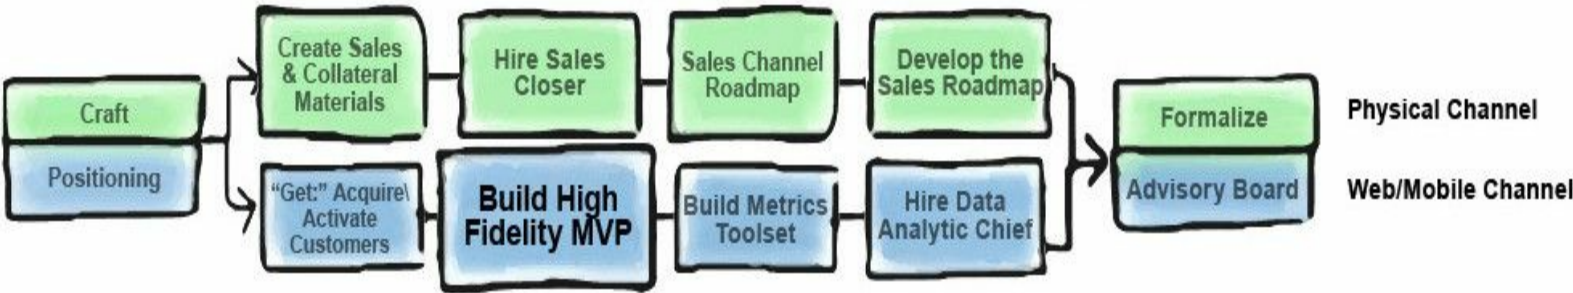 Craft
Positioning
Create Sales
& Collateral
Materials
Hire Sales
Closer
Sales Channel
Roadmap
Develop the
Sales Roadmap
"Get:" Acquire\
Activate
Customers
Build High
Fidelity MVP
Build Metrics
Toolset
Hire Data
Analytic Chief
Formalize
Advisory Board
Physical Channel
Web/Mobile Channel